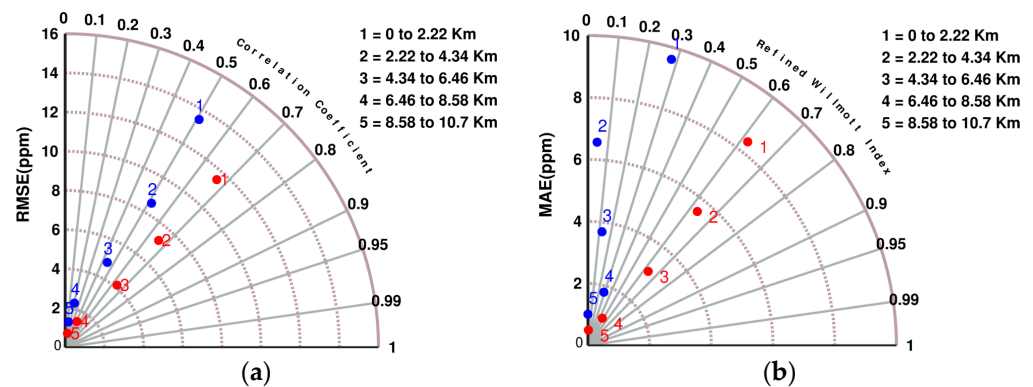 0 0.1 0.2 0.3 0.4 0.5 0.6 0.7 0.8 0.9 0.95 0.99 1
16
14
12
10
8
6
4
2
0
RMSE(ppm)
Correlation Coefficient
1 = 0 to 2.22 Km
2 = 2.22 to 4.34 Km
3 = 4.34 to 6.46 Km
4 = 6.46 to 8.58 Km
5 = 8.58 to 10.7 Km
1
2
3
4
5
1
2
3
4
5
(a)
0 0.1 0.2 0.3 0.4 0.5 0.6 0.7 0.8 0.9 0.95 0.99 1
10
8
6
4
2
0
MAE(ppm)
Refined Willmott Index
1 = 0 to 2.22 Km
2 = 2.22 to 4.34 Km
3 = 4.34 to 6.46 Km
4 = 6.46 to 8.58 Km
5 = 8.58 to 10.7 Km
1
2
3
4
5
1
2
3
4
5
(b)